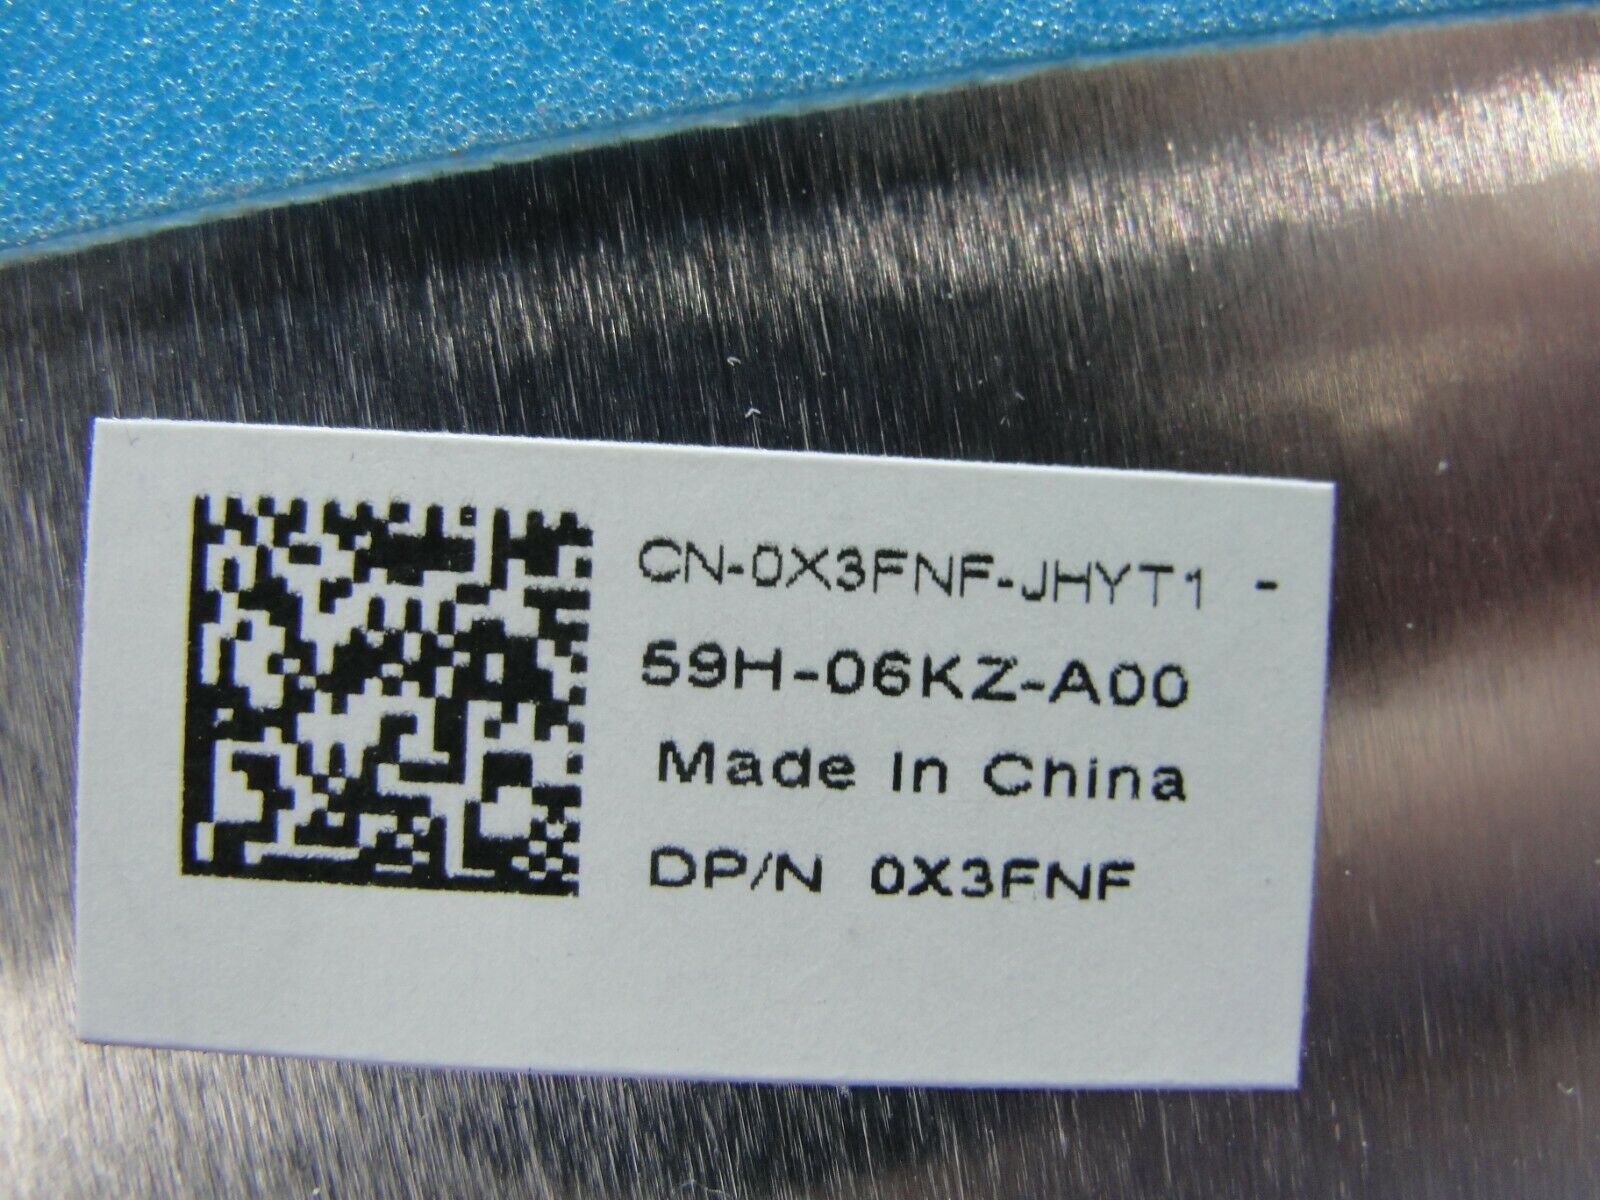 CN-0X3FNF-JHYT1 -
59H-06KZ-A00
Made In China
DP/N 0X3FNF